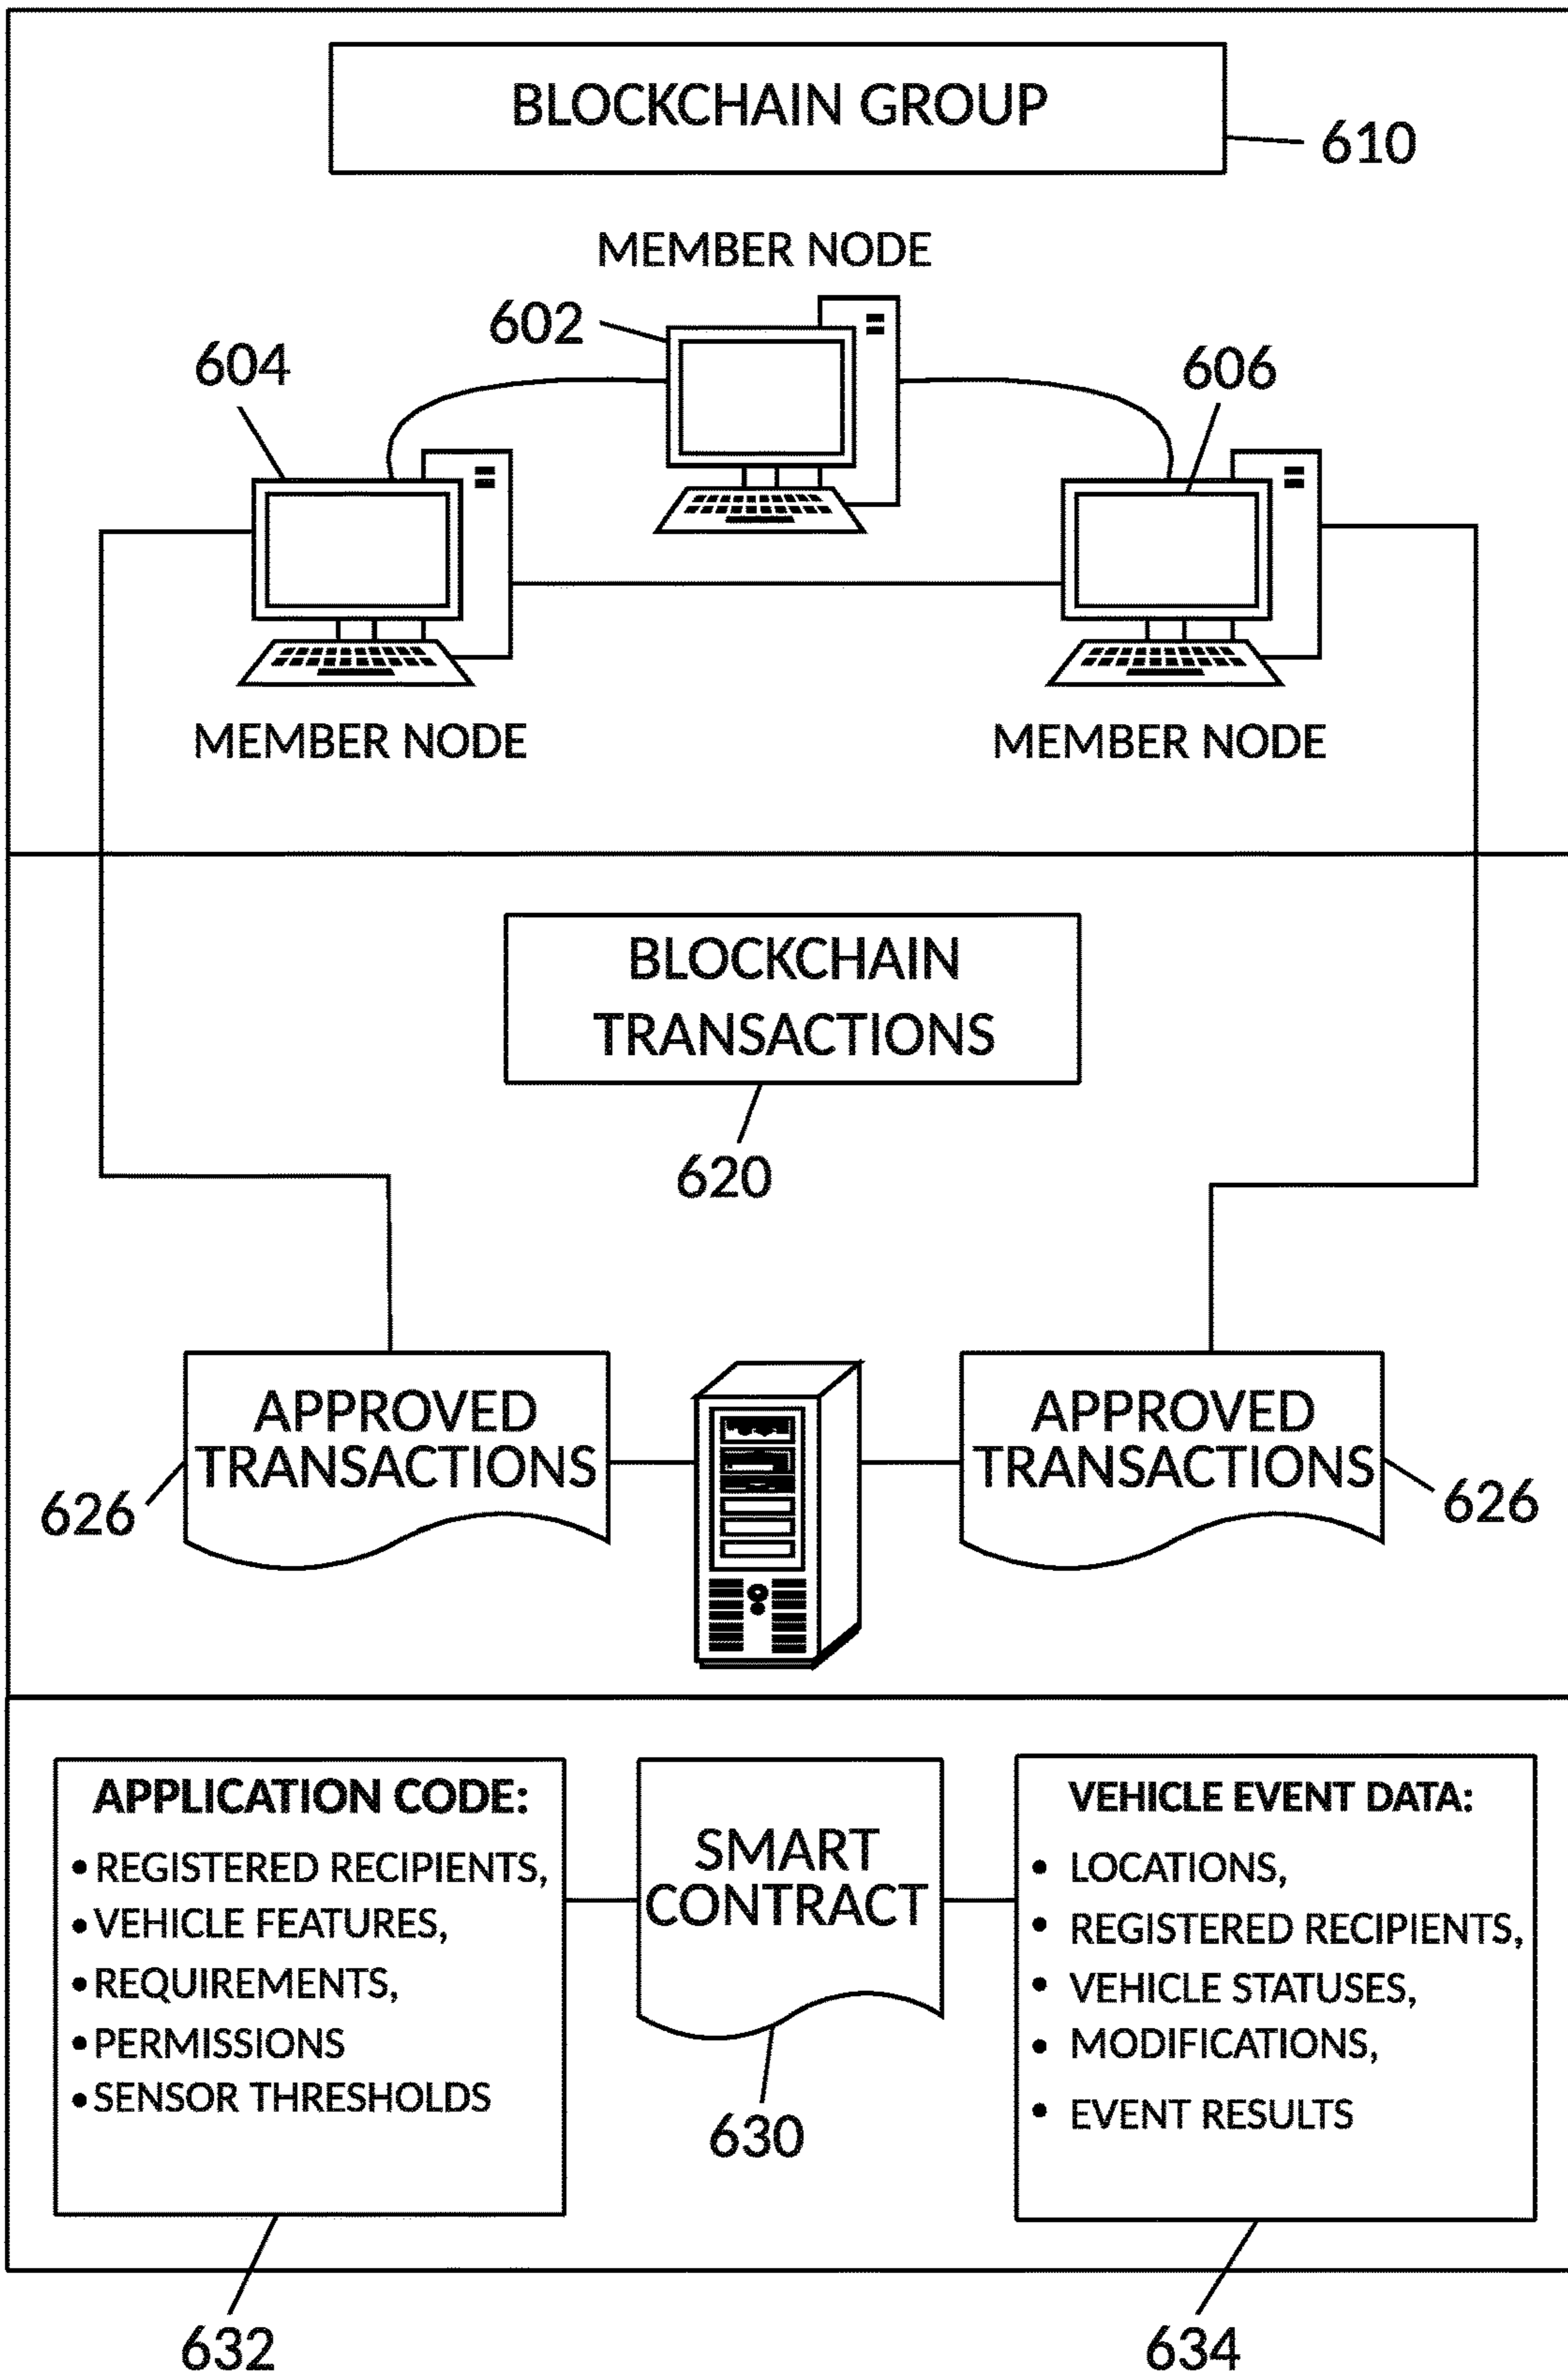 BLOCKCHAIN GROUP
610
MEMBER NODE
602
604
606
MEMBER NODE
MEMBER NODE
BLOCKCHAIN
TRANSACTIONS
620
APPROVED
TRANSACTIONS
626
APPROVED
TRANSACTIONS
626
APPLICATION CODE:
• REGISTERED RECIPIENTS,
• VEHICLE FEATURES,
• REQUIREMENTS,
• PERMISSIONS
• SENSOR THRESHOLDS
632
SMART
CONTRACT
630
VEHICLE EVENT DATA:
• LOCATIONS,
• REGISTERED RECIPIENTS,
• VEHICLE STATUSES,
• MODIFICATIONS,
• EVENT RESULTS
634